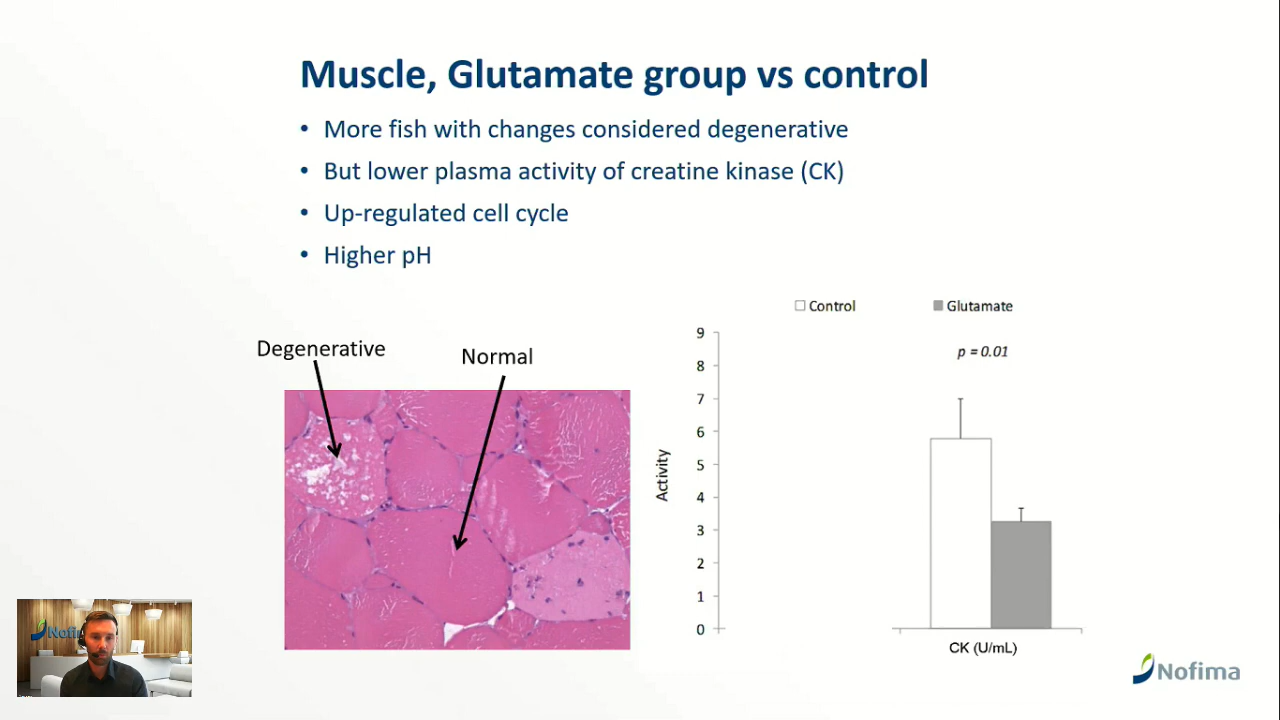 Muscle, Glutamate group vs control
• More fish with changes considered degenerative
• But lower plasma activity of creatine kinase (CK)
• Up-regulated cell cycle
• Higher pH
Degenerative
Normal
Control
Glutamate
p = 0.01
9
8
7
6
5
4
3
2
1
0
Activity
CK (U/mL)
Nofima